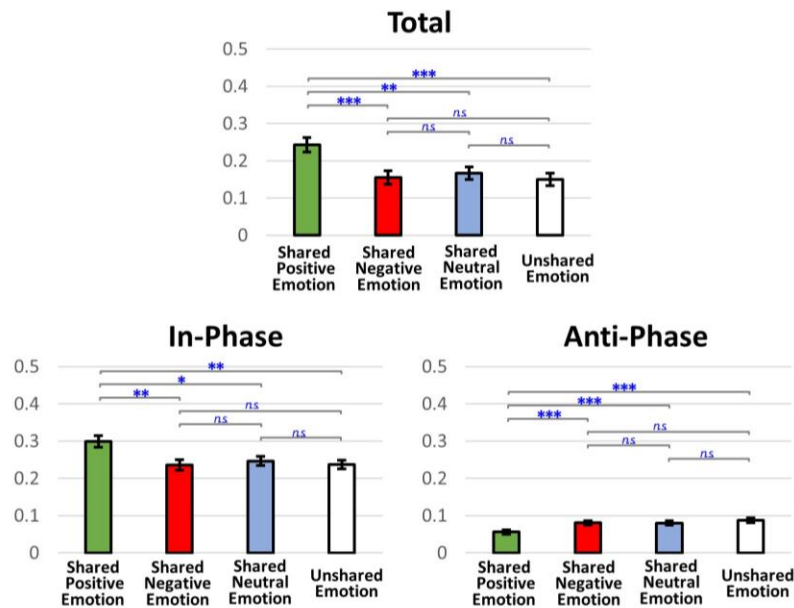 Total
0.5
0.4
0.3
0.2
0.1
0
***
**
***
ns
ns
ns
Shared Positive Emotion
Shared Negative Emotion
Shared Neutral Emotion
Unshared Emotion
In-Phase
0.5
0.4
0.3
0.2
0.1
0
**
*
**
ns
ns
ns
Shared Positive Emotion
Shared Negative Emotion
Shared Neutral Emotion
Unshared Emotion
Anti-Phase
0.5
0.4
0.3
0.2
0.1
0
***
***
***
ns
ns
ns
Shared Positive Emotion
Shared Negative Emotion
Shared Neutral Emotion
Unshared Emotion